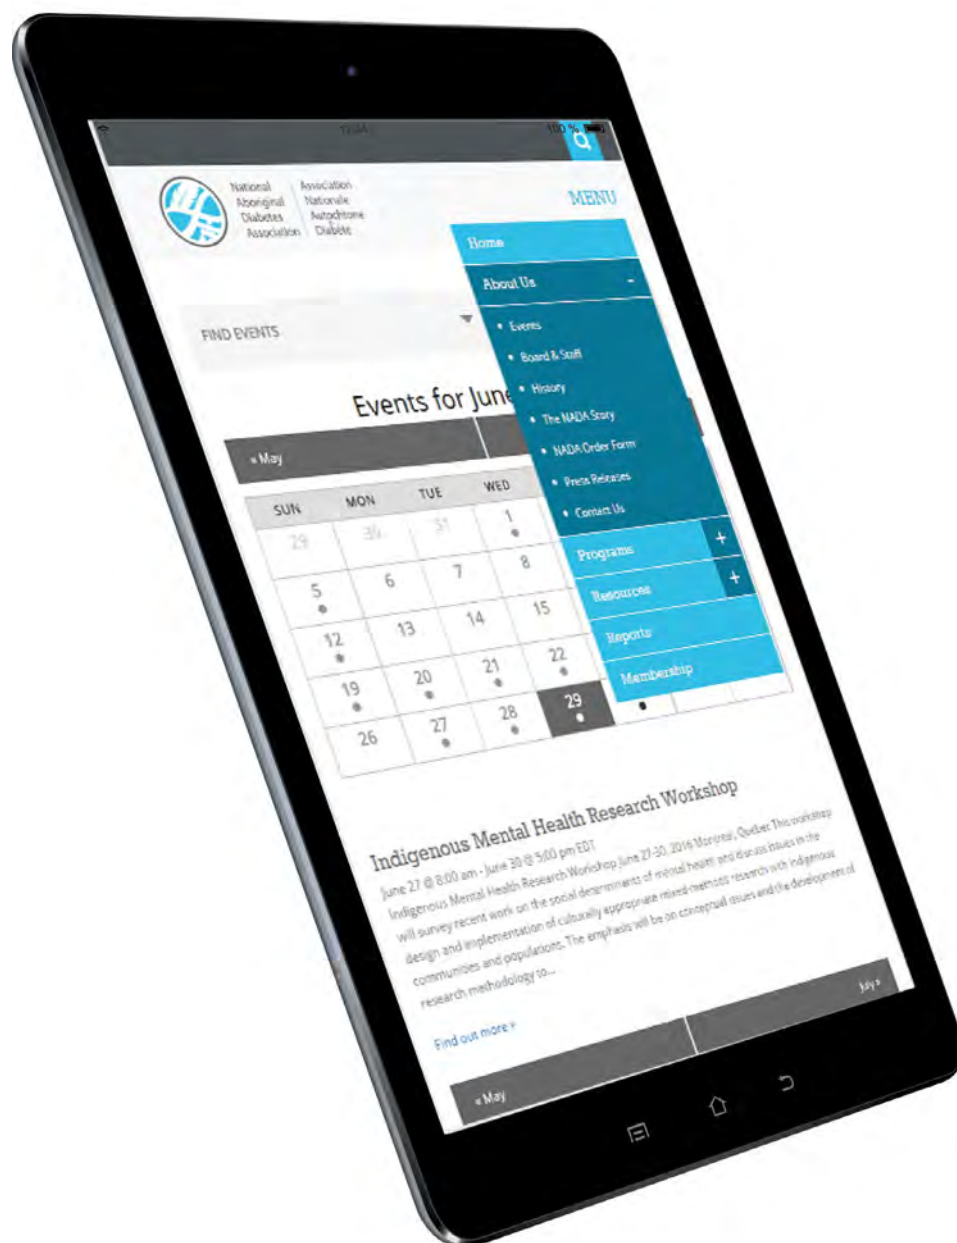 100 %
National Association
Aboriginal Nationale
Diabetes Autochtone
Association Diabète
MENU
Home
About Us -
• Events
• Board & Staff
• History
• The NADA Story
• NADA Order Form
• Press Releases
• Contact Us
Programs +
Resources +
Reports
Membership
FIND EVENTS
Events for June
« May
SUN MON TUE WED
29 30 31 1
5 6 7 8
12 13 14 15
19 20 21 22
26 27 28 29
Indigenous Mental Health Research Workshop
June 27 @ 8:00 am - June 30 @ 5:00 pm EDT
Indigenous Mental Health Research Workshop June 27-30, 2016 Montreal, Quebec This workshop
will survey recent work on the social determinants of mental health and discuss issues in the
design and implementation of culturally appropriate mixed-methods research with indigenous
communities and populations. The emphasis will be on conceptual issues and the development of
research methodology to...
Find out more »
« May July »